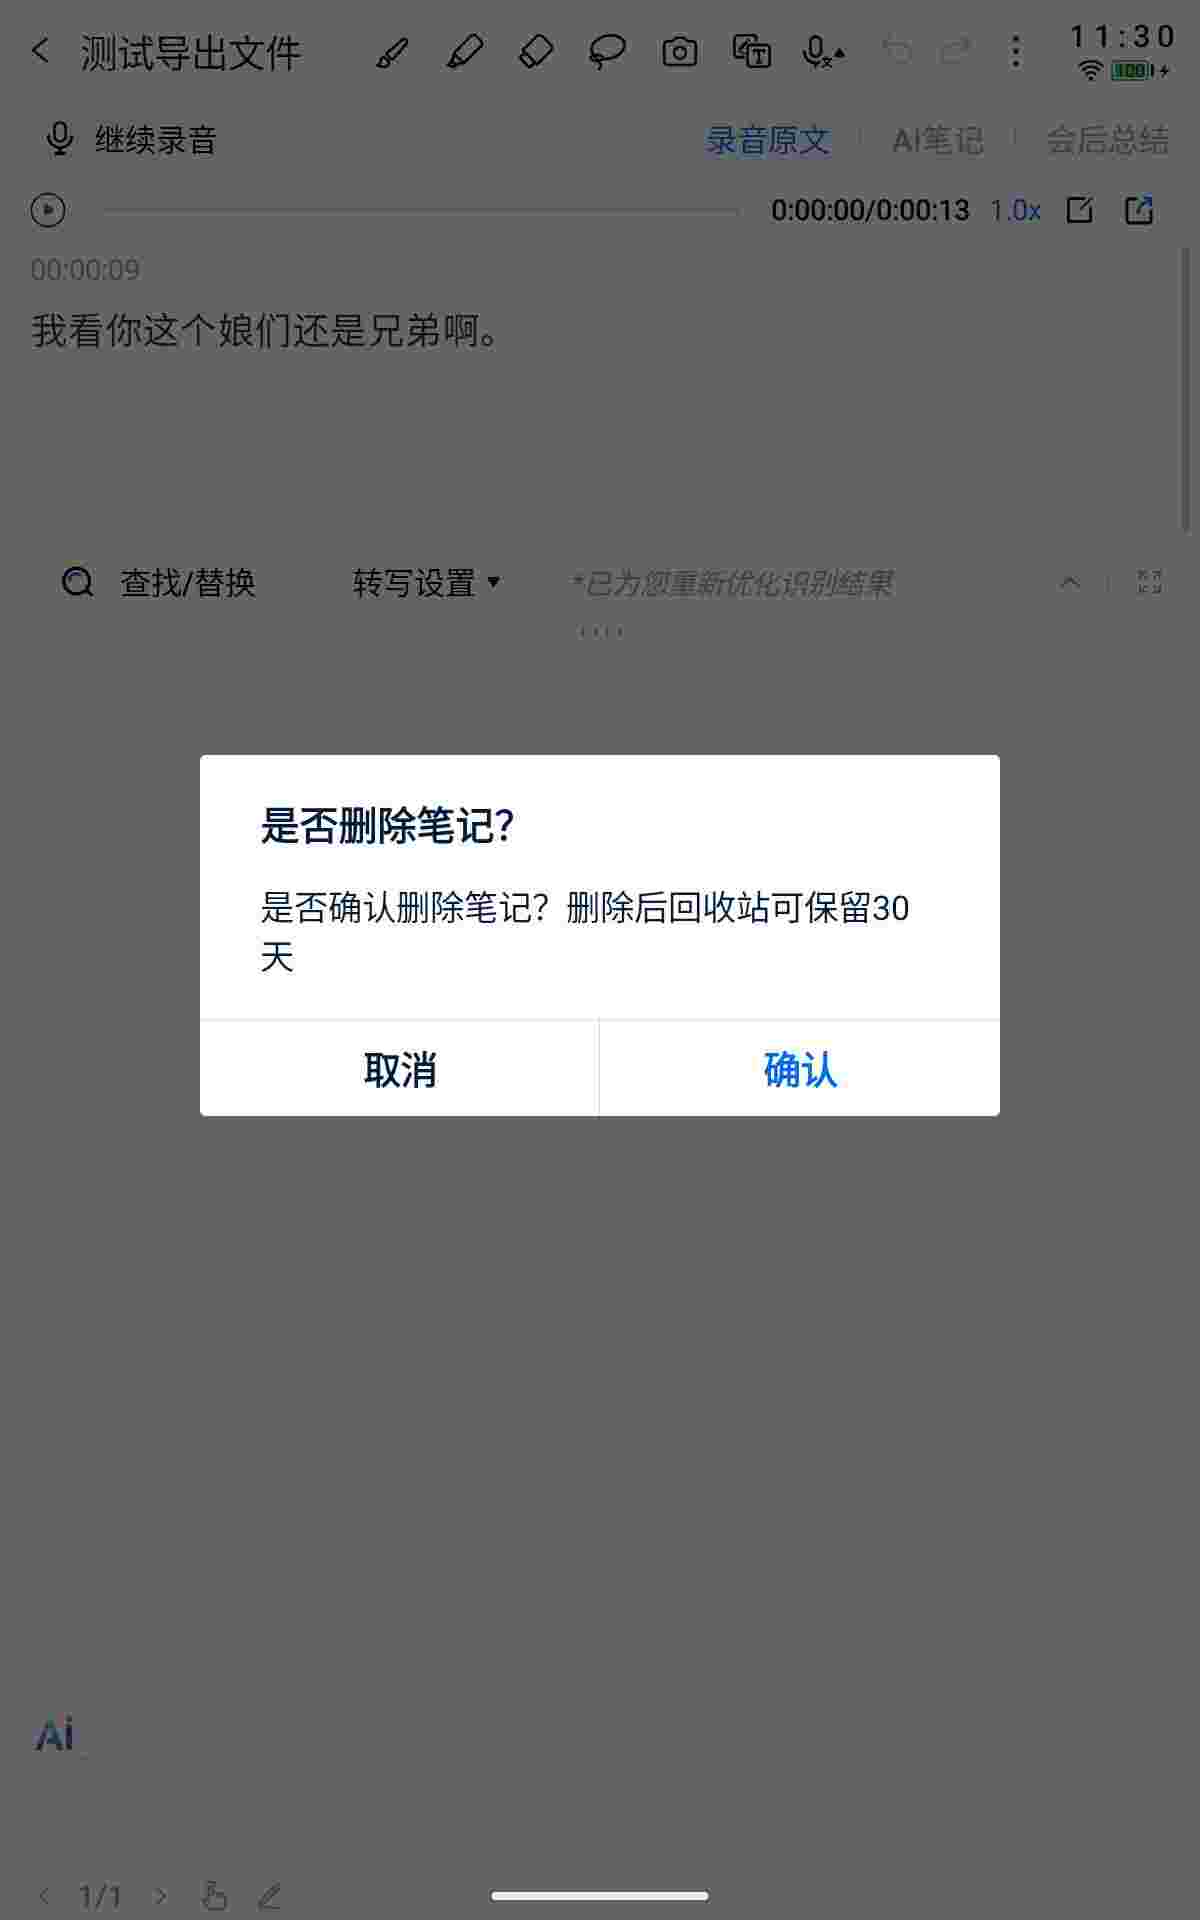 测试导出文件
11:30
100
继续录音
录音原文
AI笔记
会后总结
0:00:00/0:00:13
1.0x
00:00:09
我看你这个娘们还是兄弟啊。
查找/替换
转写设置
*已为您重新优化识别结果
是否删除笔记?
是否确认删除笔记？删除后回收站可保留30
天
取消
确认
Ai
1/1